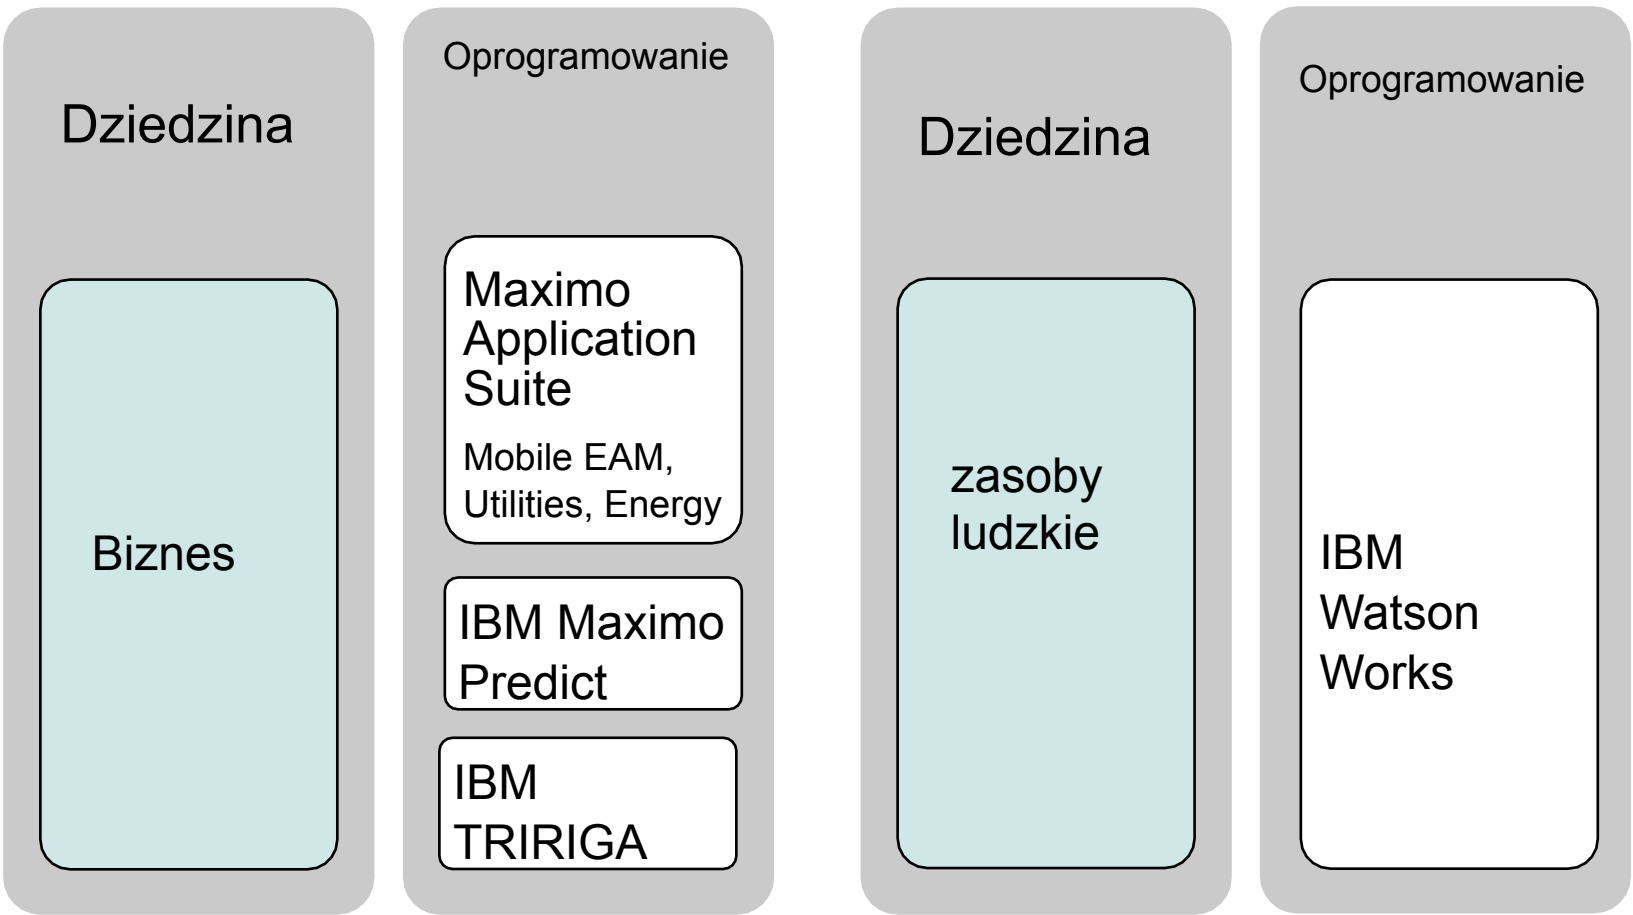 Dziedzina
Biznes
Oprogramowanie
Maximo
Application
Suite
Mobile EAM,
Utilities, Energy
IBM Maximo
Predict
IBM
TRIRIGA
Dziedzina
zasoby
ludzkie
Oprogramowanie
IBM
Watson
Works